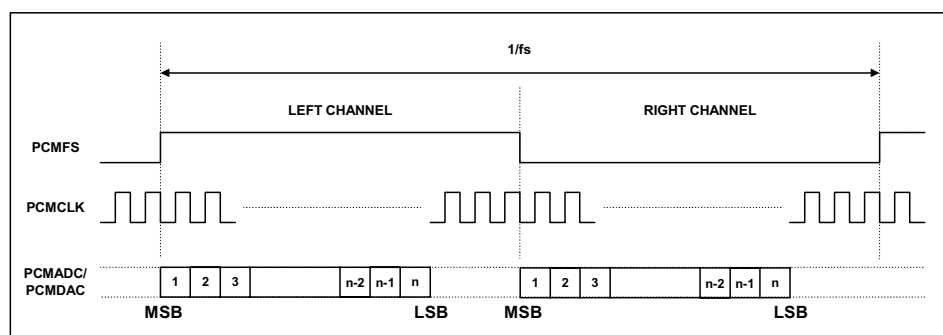 1/fs
LEFT CHANNEL RIGHT CHANNEL
PCMFS
PCMCLK
PCMADC/
PCMDAC
1 2 3 n-2 n-1 n 1 2 3 n-2 n-1 n
MSB LSB MSB LSB